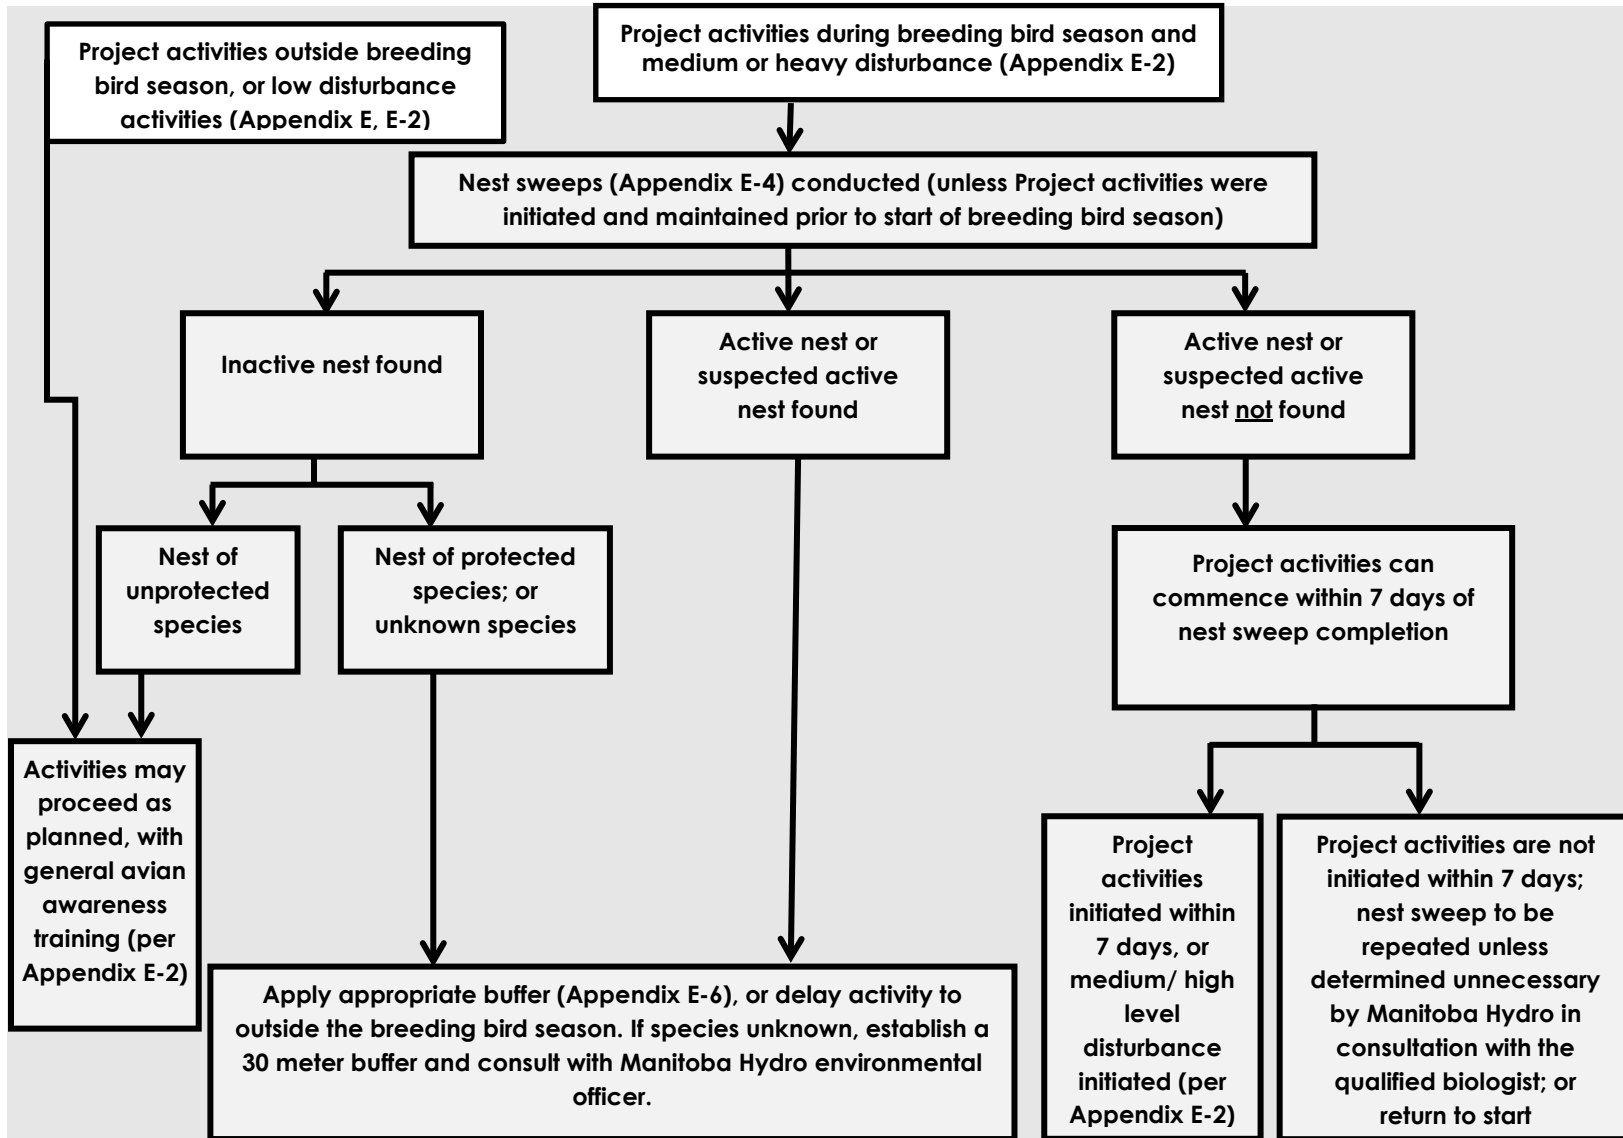 Project activities outside breeding
bird season, or low disturbance
activities (Appendix E, E-2)
Project activities during breeding bird season and
medium or heavy disturbance (Appendix E-2)
Nest sweeps (Appendix E-4) conducted (unless Project activities were
initiated and maintained prior to start of breeding bird season)
Inactive nest found
Active nest or
suspected active
nest found
Active nest or
suspected active
nest not found
Nest of
unprotected
species
Nest of protected
species; or
unknown species
Project activities can
commence within 7 days of
nest sweep completion
Activities may
proceed as
planned, with
general avian
awareness
training (per
Appendix E-2)
Apply appropriate buffer (Appendix E-6), or delay activity to
outside the breeding bird season. If species unknown, establish a
30 meter buffer and consult with Manitoba Hydro environmental
officer.
Project
activities
initiated within
7 days, or
medium/ high
level
disturbance
initiated (per
Appendix E-2)
Project activities are not
initiated within 7 days;
nest sweep to be
repeated unless
determined unnecessary
by Manitoba Hydro in
consultation with the
qualified biologist; or
return to start